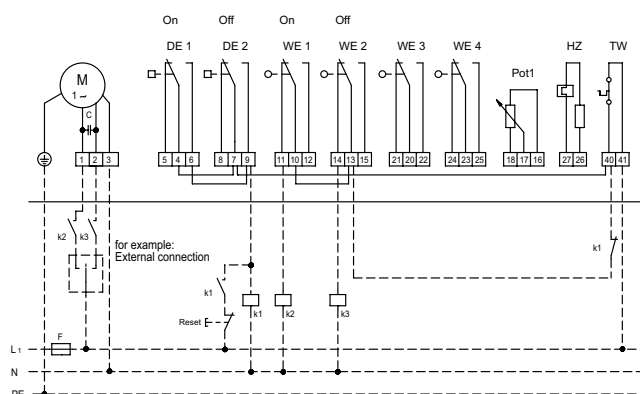 On Off On Off
DE 1 DE 2 WE 1 WE 2 WE 3 WE 4 HZ TW
Pot1
M
1 ~
C
1 2 3 5 4 6 8 7 9 11 10 12 14 13 15 21 20 22 24 23 25 18 17 16 27 26 40 41
k2 k3
for example:
External connection
k1
k1
Reset
k1 k2 k3
F
L1
N
PE